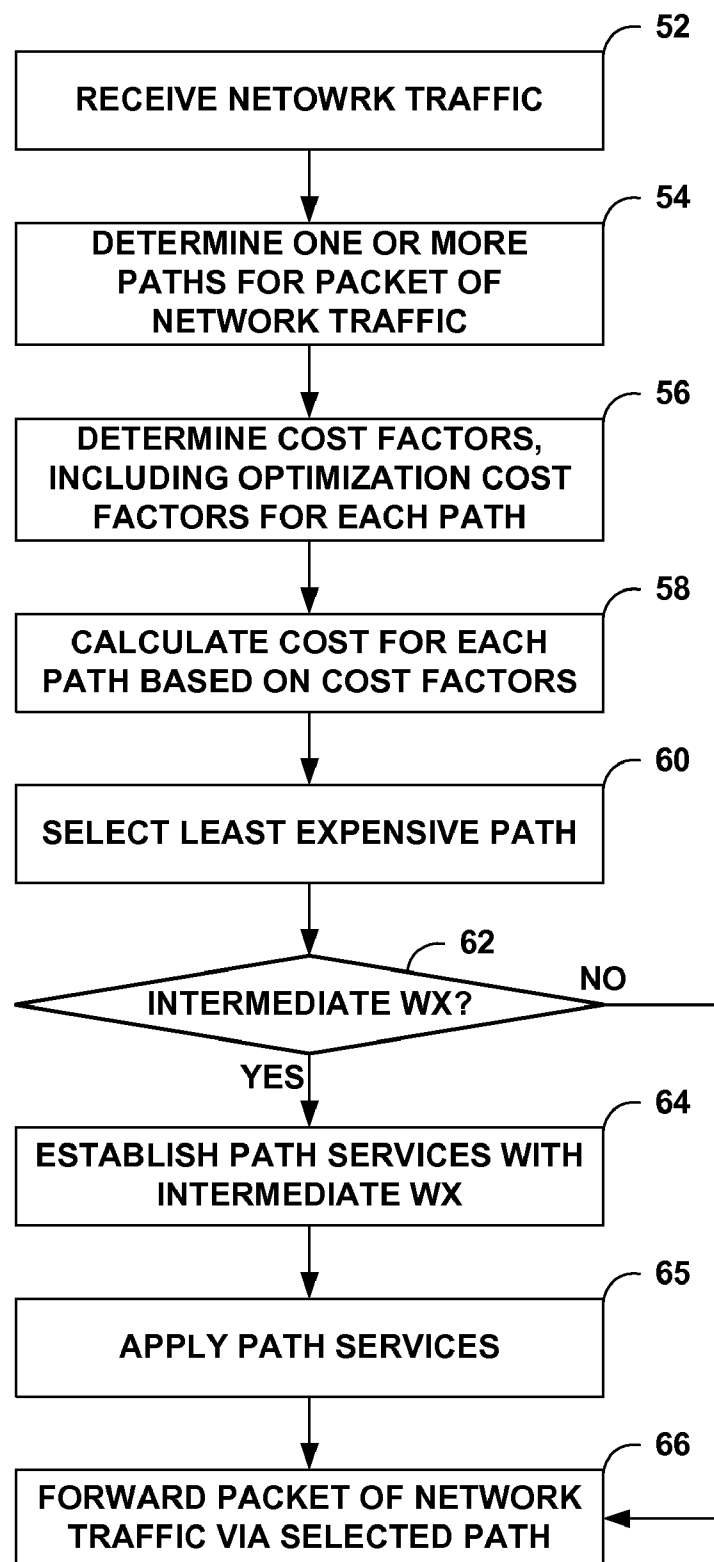 52
RECEIVE NETOWRK TRAFFIC
54
DETERMINE ONE OR MORE
PATHS FOR PACKET OF
NETWORK TRAFFIC
56
DETERMINE COST FACTORS,
INCLUDING OPTIMIZATION COST
FACTORS FOR EACH PATH
58
CALCULATE COST FOR EACH
PATH BASED ON COST FACTORS
60
SELECT LEAST EXPENSIVE PATH
62
INTERMEDIATE WX?
NO
YES
64
ESTABLISH PATH SERVICES WITH
INTERMEDIATE WX
65
APPLY PATH SERVICES
66
FORWARD PACKET OF NETWORK
TRAFFIC VIA SELECTED PATH